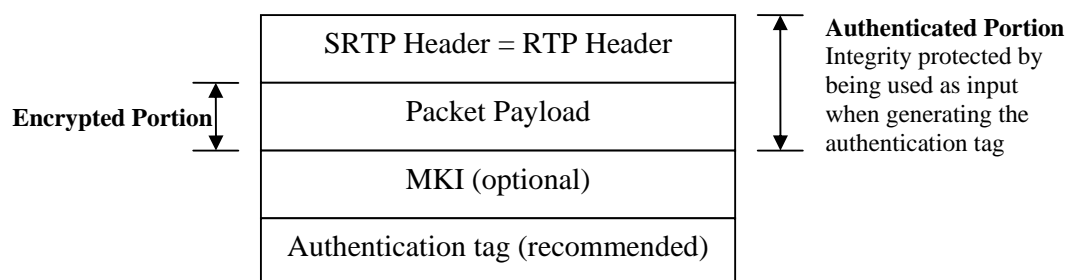 SRTP Header = RTP Header
Packet Payload
MKI (optional)
Authentication tag (recommended)
Encrypted Portion
Authenticated Portion
Integrity protected by
being used as input
when generating the
authentication tag